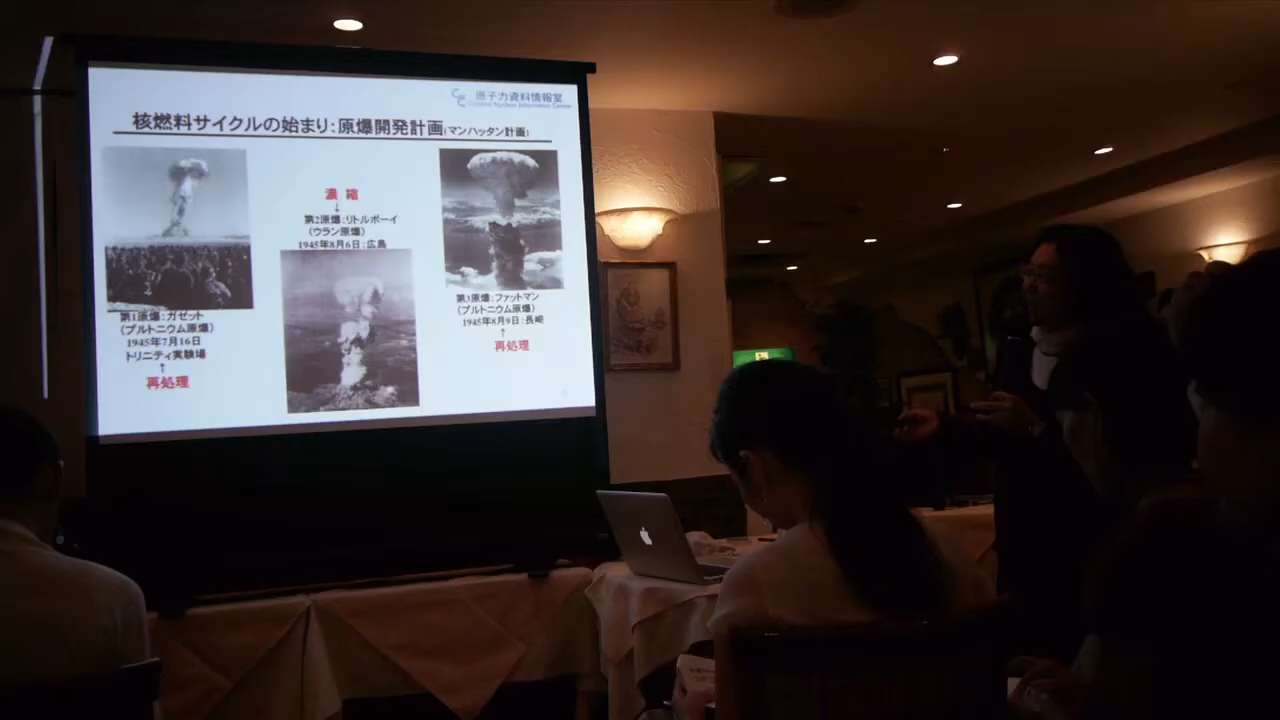 原子力資料情報室
Citizens' Nuclear Information Center
核燃料サイクルの始まり：原爆開発計画(マンハッタン計画)
第1原爆：ガゼット
(プルトニウム原爆)
1945年7月16日
トリニティ実験場
↑
再処理
濃 縮
↓
第2原爆：リトルボーイ
(ウラン原爆)
1945年8月6日：広島
第3原爆：ファットマン
(プルトニウム原爆)
1945年8月9日：長崎
↑
再処理